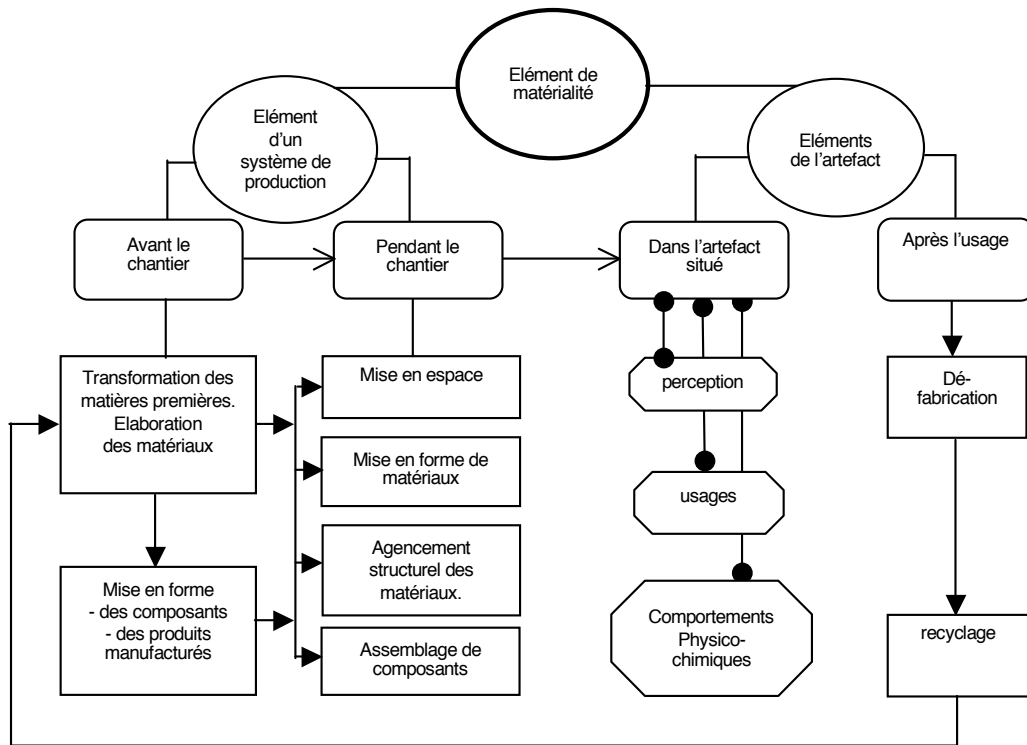 Elément de
matérialité
Elément
d'un
système de
production
Eléments
de l'artefact
Avant le
chantier
Pendant le
chantier
Dans l'artefact
situé
Après l'usage
Transformation des
matières premières.
Elaboration
des matériaux
Mise en espace
perception
Dé-
fabrication
Mise en forme de
matériaux
usages
Agencement
structurel des
matériaux.
Mise en forme
- des composants
- des produits
manufacturés
Assemblage de
composants
Comportements
Physico-
chimiques
recyclage